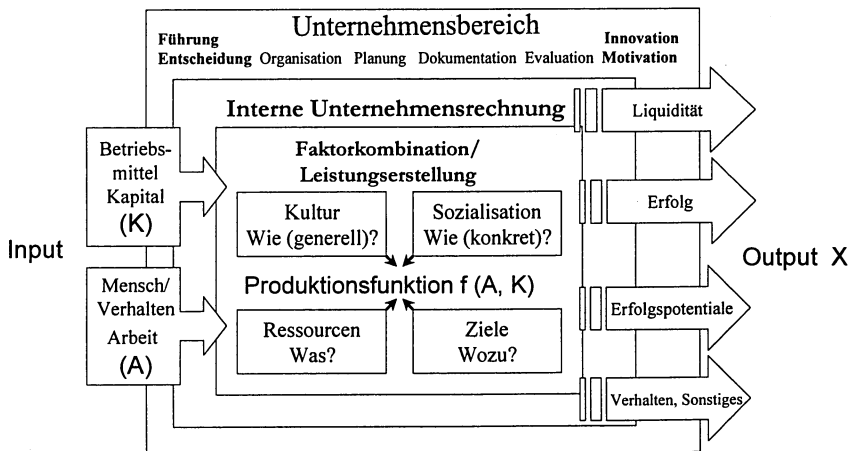 Unternehmensbereich
Führung
Entscheidung Organisation Planung Dokumentation Evaluation
Innovation
Motivation
Interne Unternehmensrechnung
Liquidität
Betriebs-
mittel
Kapital
(K)
Faktorkombination/
Leistungserstellung
Kultur
Wie (generell)?
Sozialisation
Wie (konkret)?
Erfolg
Input
Output X
Produktionsfunktion f (A, K)
Mensch/
Verhalten
Arbeit
(A)
Ressourcen
Was?
Ziele
Wozu?
Erfolgspotentiale
Verhalten, Sonstiges